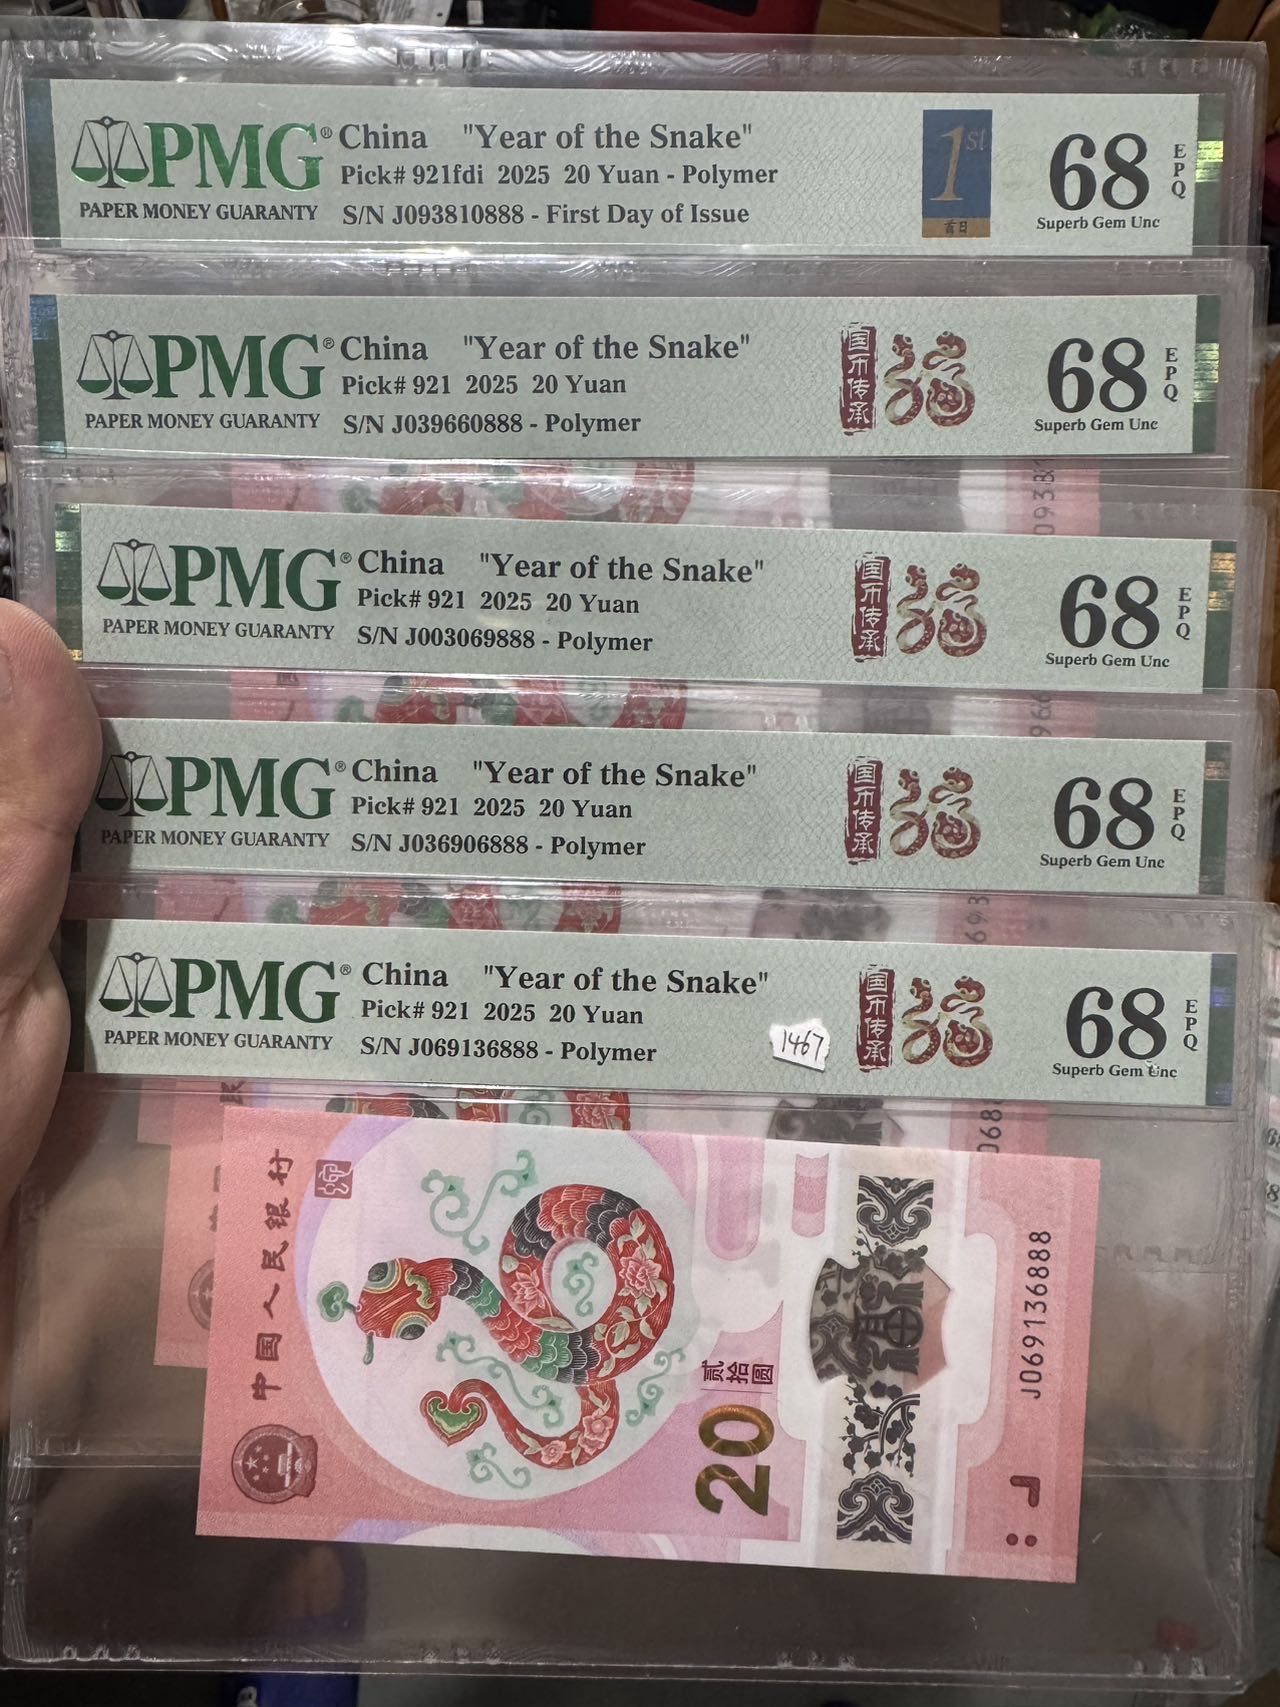 PMG® China "Year of the Snake"
Pick# 921fdi 2025 20 Yuan - Polymer
PAPER MONEY GUARANTY S/N J093810888 - First Day of Issue
1st
首日
68 EPQ
Superb Gem Unc
PMG® China "Year of the Snake"
Pick# 921 2025 20 Yuan
PAPER MONEY GUARANTY S/N J039660888 - Polymer
国币传承
福
68 EPQ
Superb Gem Unc
09381
PMG® China "Year of the Snake"
Pick# 921 2025 20 Yuan
PAPER MONEY GUARANTY S/N J003069888 - Polymer
国币传承
福
68 EPQ
Superb Gem Unc
PMG® China "Year of the Snake"
Pick# 921 2025 20 Yuan
PAPER MONEY GUARANTY S/N J036906888 - Polymer
国币传承
福
68 EPQ
Superb Gem Unc
PMG® China "Year of the Snake"
Pick# 921 2025 20 Yuan
PAPER MONEY GUARANTY S/N J069136888 - Polymer
1467
国币传承
福
68 EPQ
Superb Gem Unc
中国人民银行
贰拾圆
20
J069136888